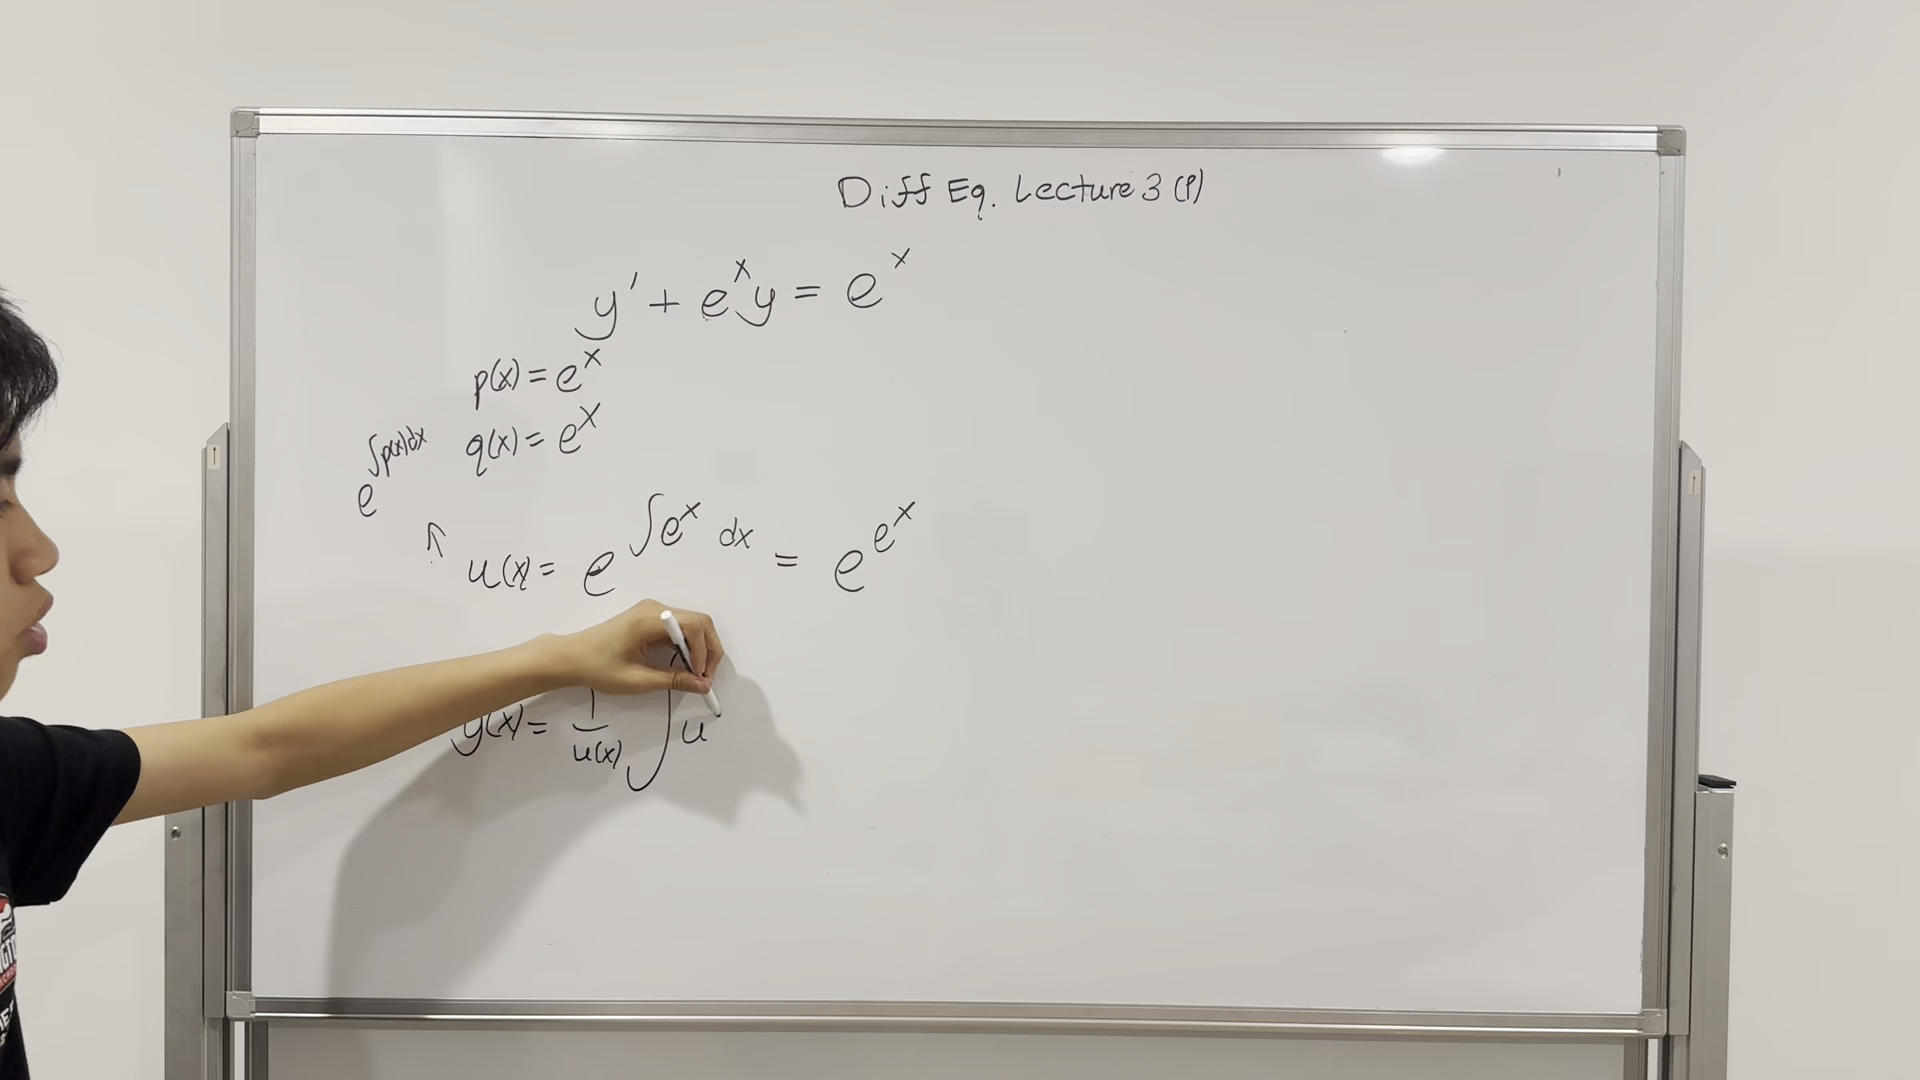 Diff Eq. Lecture 3 (P)
y' + e^x y = e^x
p(x) = e^x
q(x) = e^x
e^∫p(x)dx
↑
u(x) = e^∫e^x dx = e^e^x
y(x) = 1/u(x) ∫ u